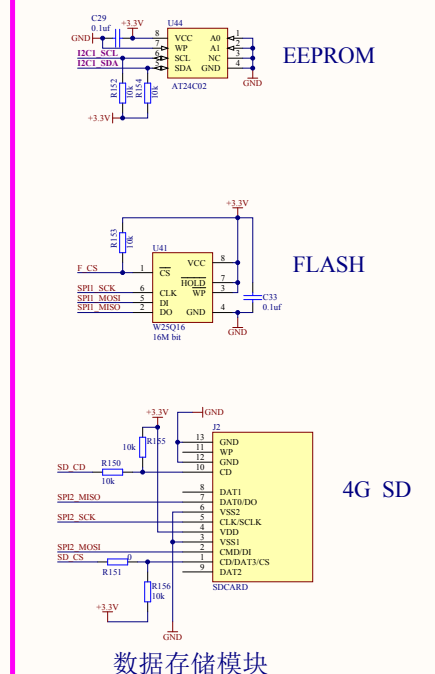 C29
0.1uf
+3.3V
U44
GND
8 VCC A0 1
7 WP A1 2
I2C1_SCL 6 SCL NC 3
I2C1_SDA 5 SDA GND 4
EEPROM
R152
10k
R154
10k
AT24C02
GND
+3.3V
+3.3V
R153
10k
U41
F_CS 1 CS VCC 8
FLASH
HOLD 7
SPI1_SCK 6 CLK WP 3
SPI1_MOSI 5 DI
SPI1_MISO 2 DO GND 4
C33
0.1uf
W25Q16
16M bit
GND
+3.3V
GND
J2
10k
R155
13 GND
11 WP
12 GND
SD_CD R150 10 CD
10k
4G SD
8 DAT1
SPI2_MISO 7 DAT0/DO
6 VSS2
SPI2_SCK 5 CLK/SCLK
4 VDD
3 VSS1
SPI2_MOSI 2 CMD/DI
SD_CS 0 1 CD/DAT3/CS
R151 9 DAT2
SDCARD
R156
10k
+3.3V
GND
数据存储模块